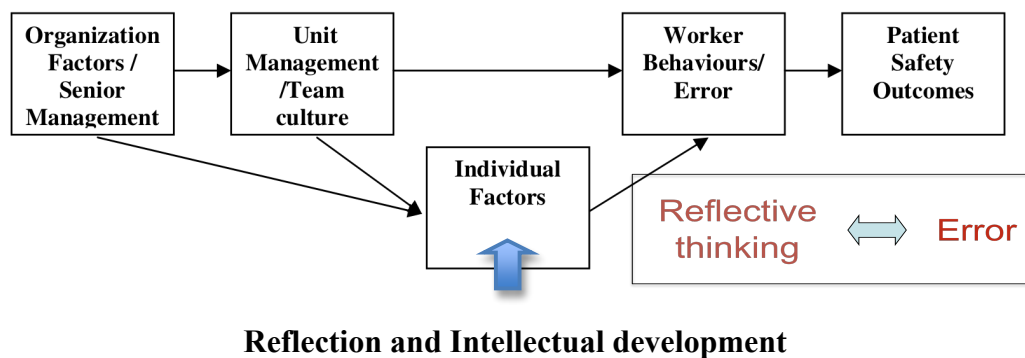 Organization
Factors /
Senior
Management
Unit
Management
/Team
culture
Worker
Behaviours/
Error
Patient
Safety
Outcomes
Individual
Factors
Reflective
thinking
Error
Reflection and Intellectual development